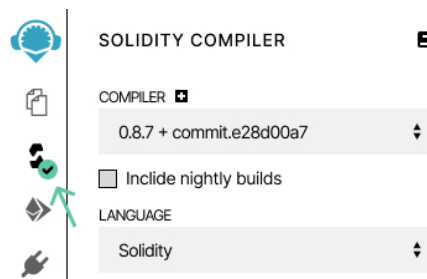 SOLIDITY COMPILER
COMPILER
0.8.7 + commit.e28d00a7
Inclide nightly builds
LANGUAGE
Solidity